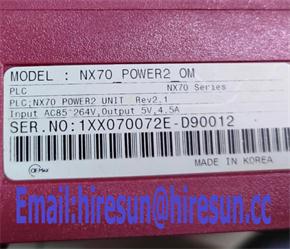 MODEL : NX70_POWER2_OM
PLC NX70 Series
PLC;NX70 POWER2 UNIT Rev2.1
Input AC85~264V,Output 5V,4.5A
SER.NO:1XX070072E-D90012
MADE IN KOREA
Email:hiresun@hiresun.cc